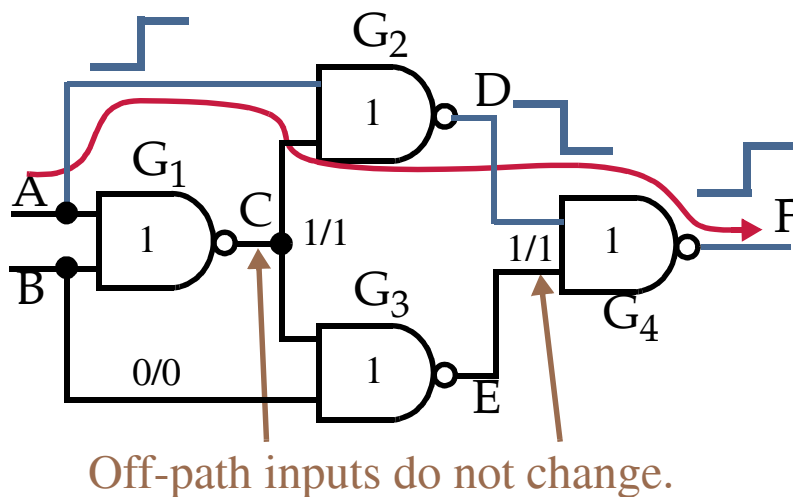 G2
D
1
A
G1
C
1/1
1
B
0/0
G3
1
E
1/1
1
G4
F
Off-path inputs do not change.